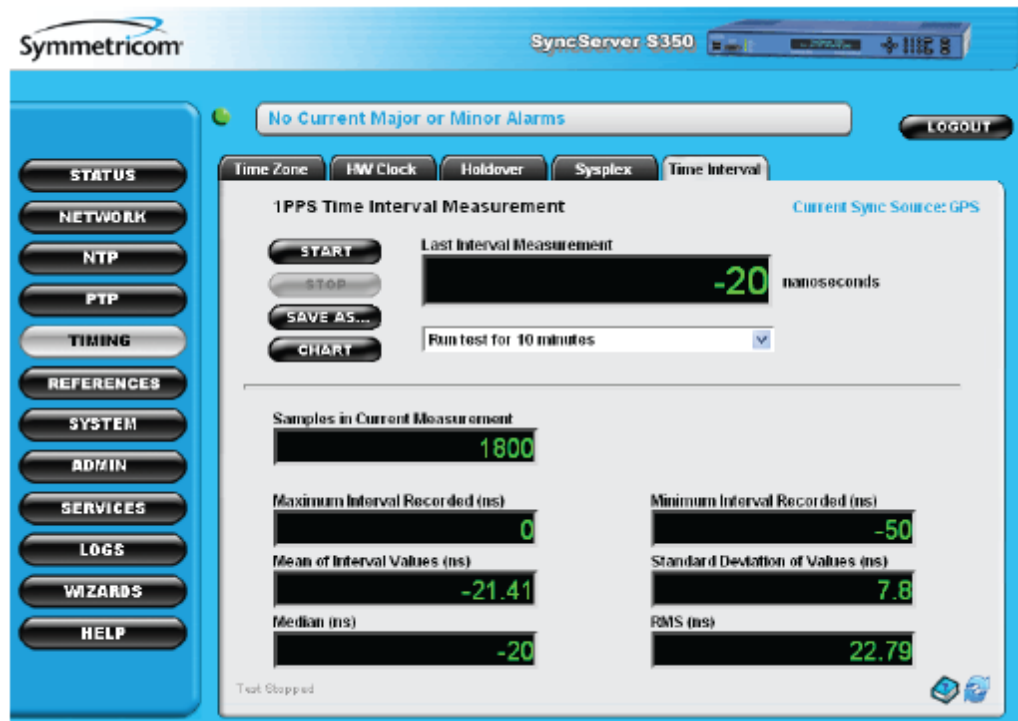 Symmetricom
SyncServer S350
No Current Major or Minor Alarms
LOGOUT
STATUS
NETWORK
NTP
PTP
TIMING
REFERENCES
SYSTEM
ADMIN
SERVICES
LOGS
WIZARDS
HELP
Time Zone HW Clock Holdover Sysplex Time Interval
1PPS Time Interval Measurement
Current Sync Source: GPS
START
STOP
SAVE AS...
CHART
Last Interval Measurement
-20 nanoseconds
Run test for 10 minutes
Samples in Current Measurement
1800
Maximum Interval Recorded (ns)
0
Minimum Interval Recorded (ns)
-50
Mean of Interval Values (ns)
-21.41
Standard Deviation of Values (ns)
7.8
Median (ns)
-20
RMS (ns)
22.79
Test Stopped